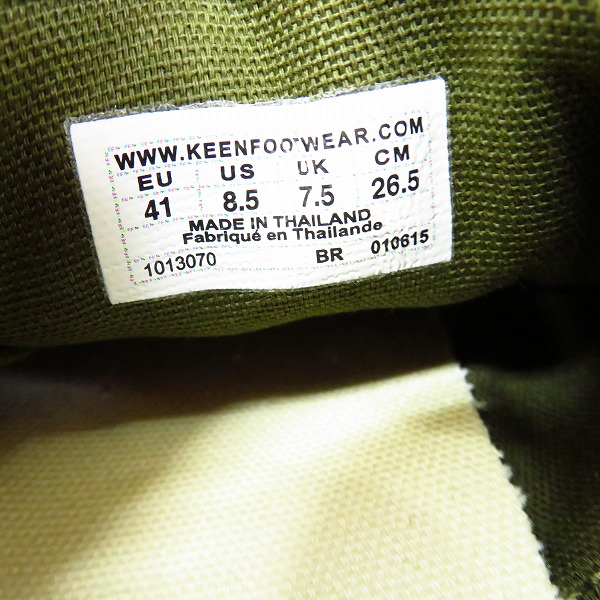 WWW.KEENFOOTWEAR.COM
EU US UK CM
41 8.5 7.5 26.5
MADE IN THAILAND
Fabriqué en Thaïlande
1013070 BR 010615